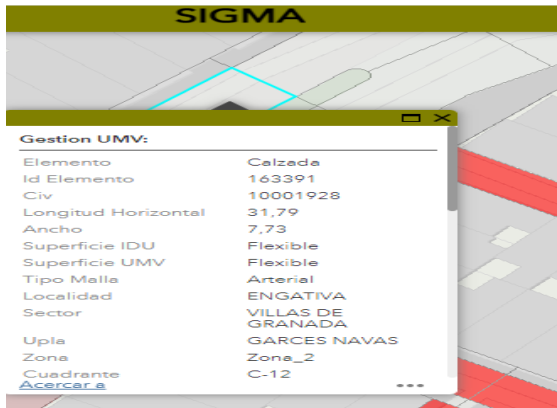 SIGMA
Gestion UMV:
Elemento Calzada
Id Elemento 163391
Civ 10001928
Longitud Horizontal 31,79
Ancho 7,73
Superficie IDU Flexible
Superficie UMV Flexible
Tipo Malla Arterial
Localidad ENGATIVA
Sector VILLAS DE
GRANADA
Upla GARCES NAVAS
Zona Zona_2
Cuadrante C-12
Acercar a